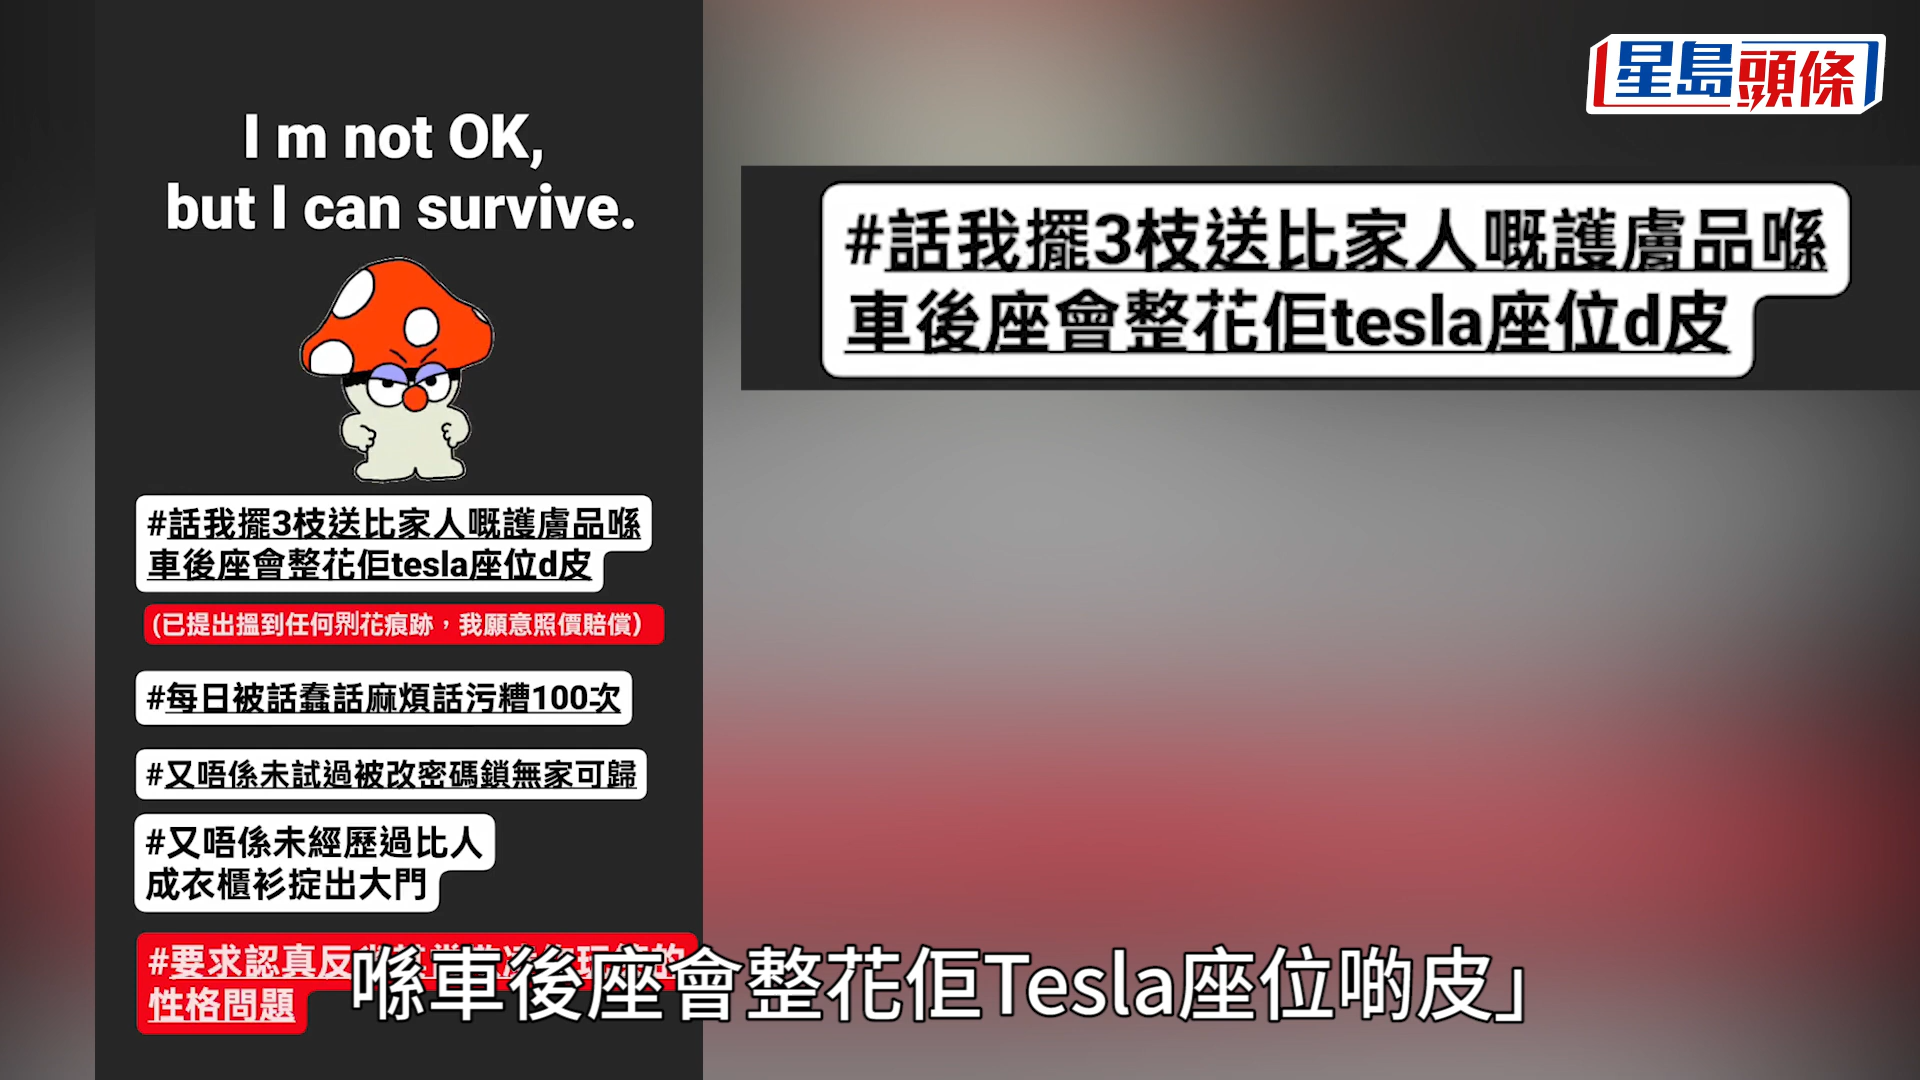 I m not OK,
but I can survive.
#話我擺3枝送比家人嘅護膚品喺
車後座會整花佢tesla座位d皮
(已提出搵到任何𠝹花痕跡，我願意照價賠償)
#每日被話蠢話麻煩話污糟100次
#又唔係未試過被改密碼鎖無家可歸
#又唔係未經歷過比人
成衣櫃衫掟出大門
#要求認真反
性格問題
星島頭條
#話我擺3枝送比家人嘅護膚品喺
車後座會整花佢tesla座位d皮
喺車後座會整花佢Tesla座位啲皮」